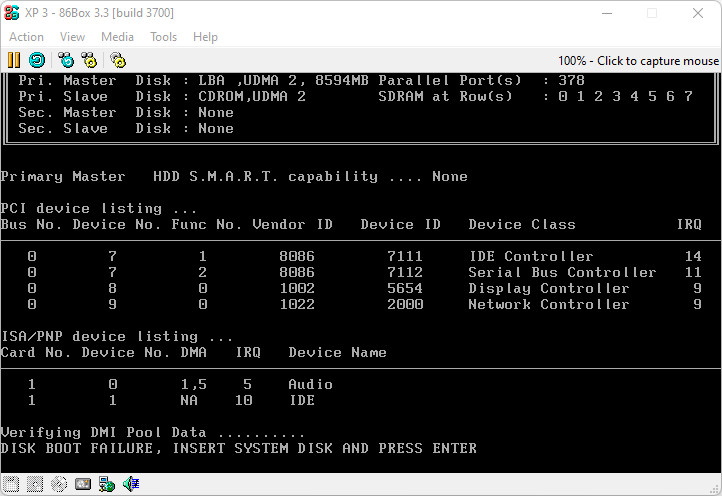 XP 3 - 86Box 3.3 [build 3700]
Action View Media Tools Help
100% - Click to capture mouse
Pri. Master Disk : LBA ,UDMA 2, 8594MB Parallel Port(s) : 378
Pri. Slave Disk : CDROM,UDMA 2 SDRAM at Row(s) : 0 1 2 3 4 5 6 7
Sec. Master Disk : None
Sec. Slave Disk : None
Primary Master HDD S.M.A.R.T. capability .... None
PCI device listing ...
Bus No. Device No. Func No. Vendor ID Device ID Device Class IRQ
0 7 1 8086 7111 IDE Controller 14
0 7 2 8086 7112 Serial Bus Controller 11
0 8 0 1002 5654 Display Controller 9
0 9 0 1022 2000 Network Controller 9
ISA/PNP device listing ...
Card No. Device No. DMA IRQ Device Name
1 0 1,5 5 Audio
1 1 NA 10 IDE
Verifying DMI Pool Data ..........
DISK BOOT FAILURE, INSERT SYSTEM DISK AND PRESS ENTER